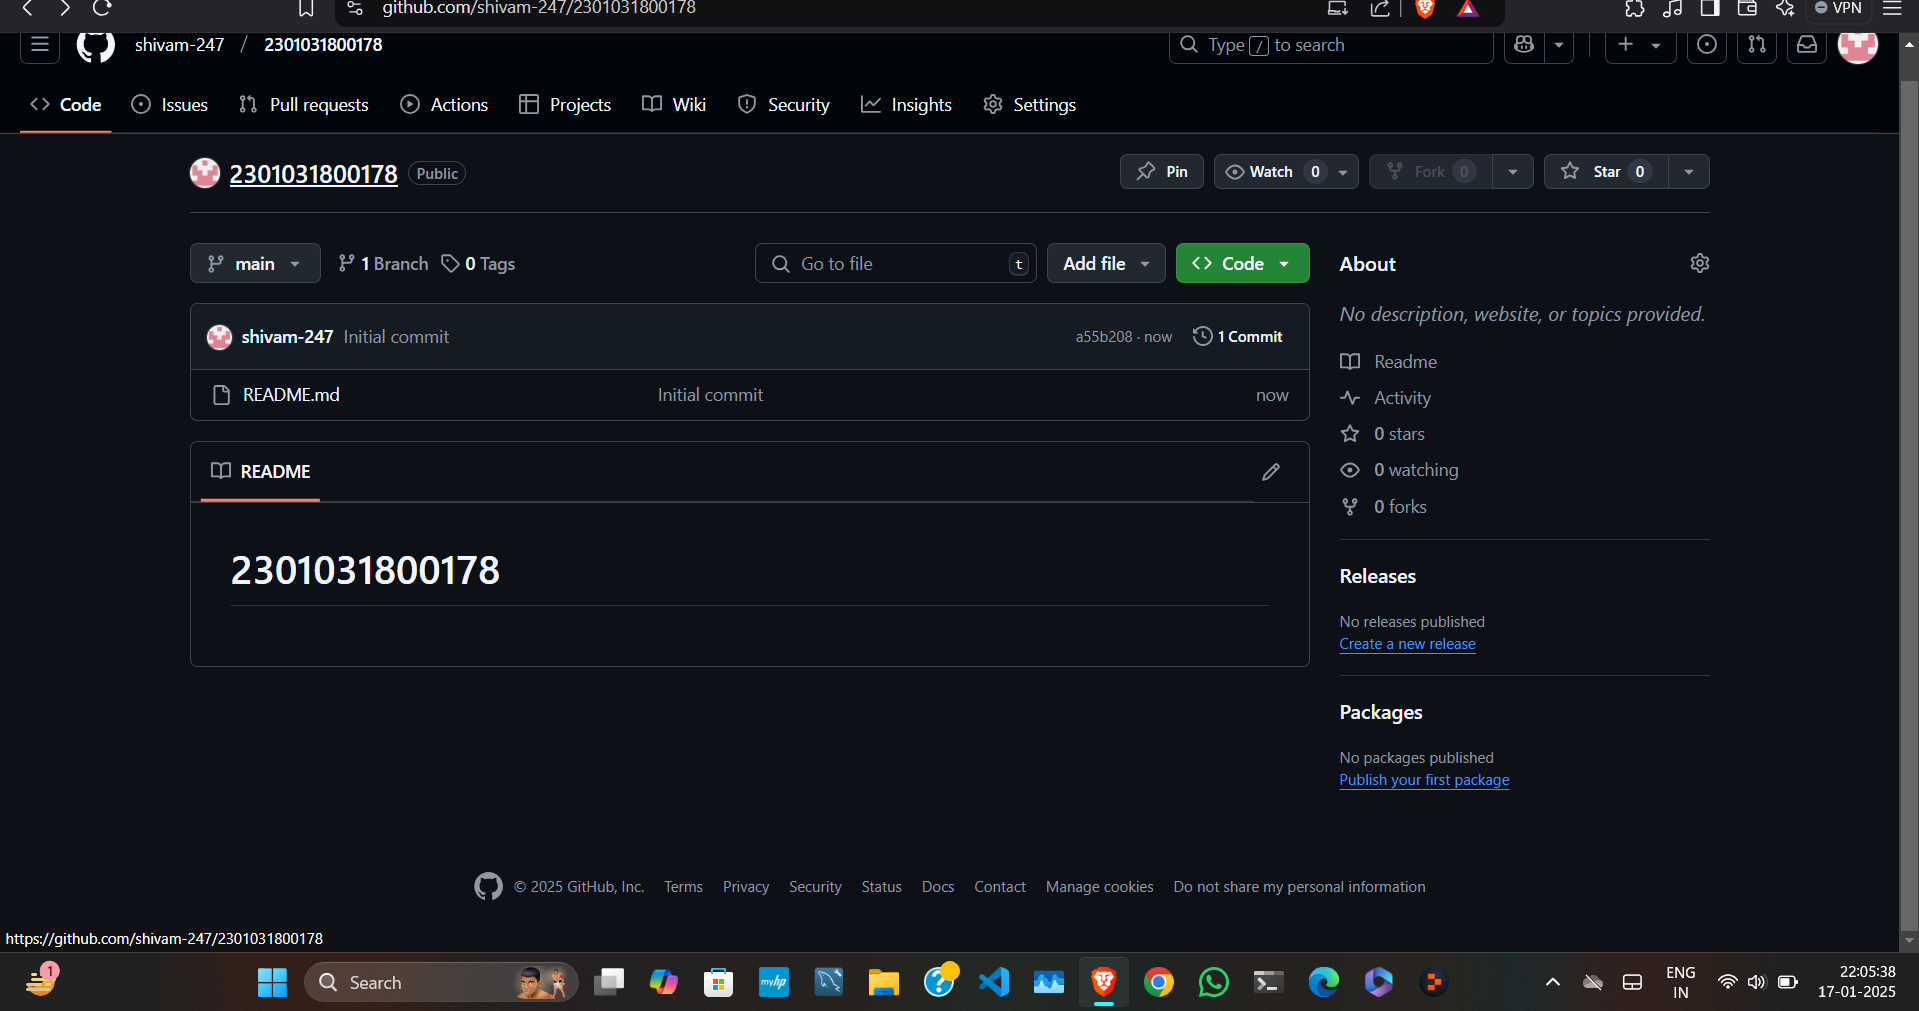 github.com/shivam-247/2301031800178
VPN
shivam-247 / 2301031800178
Type / to search
Code Issues Pull requests Actions Projects Wiki Security Insights Settings
2301031800178 Public
Pin Watch 0 Fork 0 Star 0
main 1 Branch 0 Tags
Go to file t Add file Code
shivam-247 Initial commit a55b208 · now 1 Commit
README.md Initial commit now
README
2301031800178
About
No description, website, or topics provided.
Readme
Activity
0 stars
0 watching
0 forks
Releases
No releases published
Create a new release
Packages
No packages published
Publish your first package
© 2025 GitHub, Inc. Terms Privacy Security Status Docs Contact Manage cookies Do not share my personal information
https://github.com/shivam-247/2301031800178
1
Search
myhp
?
ENG
IN
22:05:38
17-01-2025